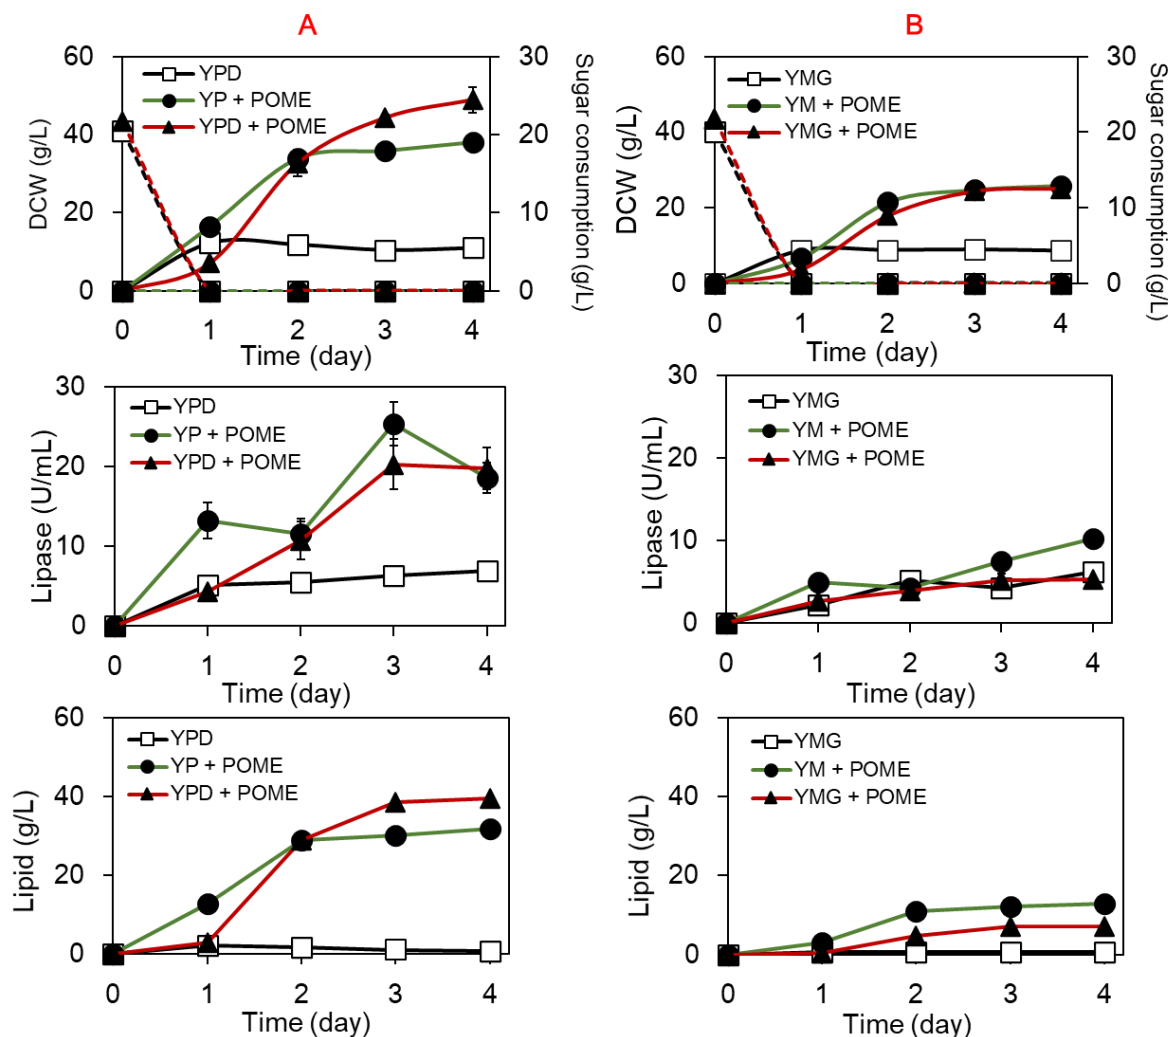 A
DCW (g/L)
60
40
20
0
YPD
YP + POME
YPD + POME
30
20
10
0
Sugar consumption (g/L)
0 1 2 3 4
Time (day)
B
DCW (g/L)
60
40
20
0
YMG
YM + POME
YMG + POME
30
20
10
0
Sugar consumption (g/L)
0 1 2 3 4
Time (day)
Lipase (U/mL)
30
20
10
0
YPD
YP + POME
YPD + POME
0 1 2 3 4
Time (day)
Lipase (U/mL)
30
20
10
0
YMG
YM + POME
YMG + POME
0 1 2 3 4
Time (day)
Lipid (g/L)
60
40
20
0
YPD
YP + POME
YPD + POME
0 1 2 3 4
Time (day)
Lipid (g/L)
60
40
20
0
YMG
YM + POME
YMG + POME
0 1 2 3 4
Time (day)